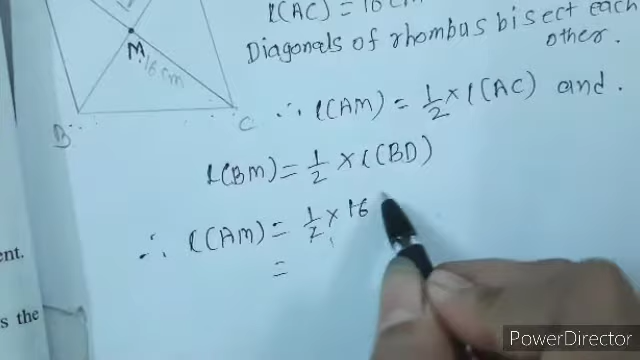 l(AC) = 16 cm
Diagonals of rhombus bisect each
other.
M
16 cm
∴ l(AM) = 1/2 × l(AC) and.
B
C
l(BM) = 1/2 × l(BD)
∴ l(AM) = 1/2 × 16
=
ent.
s the
PowerDirector